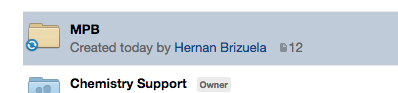 MPB
Created today by Hernan Brizuela 12
Chemistry Support Owner